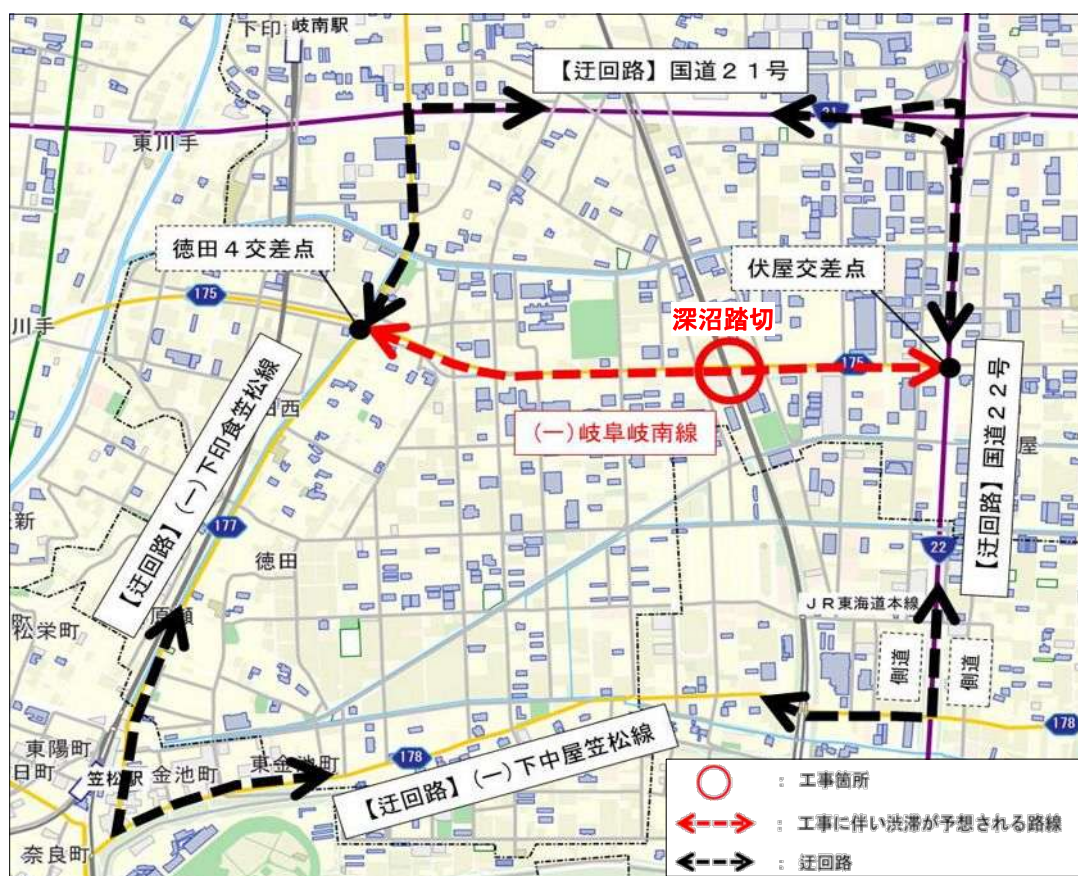 下印
岐南駅
【迂回路】国道２１号
21
東川手
徳田４交差点
伏屋交差点
175
川手
深沼踏切
175
(一)岐阜岐南線
【迂回路】(一)下印食笠松線
【迂回路】国道２２号
屋
177
徳田
22
ＪＲ東海道本線
松栄町
側道
側道
178
東陽町
日町
笠松駅
金池町
東金池町
178
【迂回路】(一)下中屋笠松線
奈良町
： 工事箇所
： 工事に伴い渋滞が予想される路線
： 迂回路